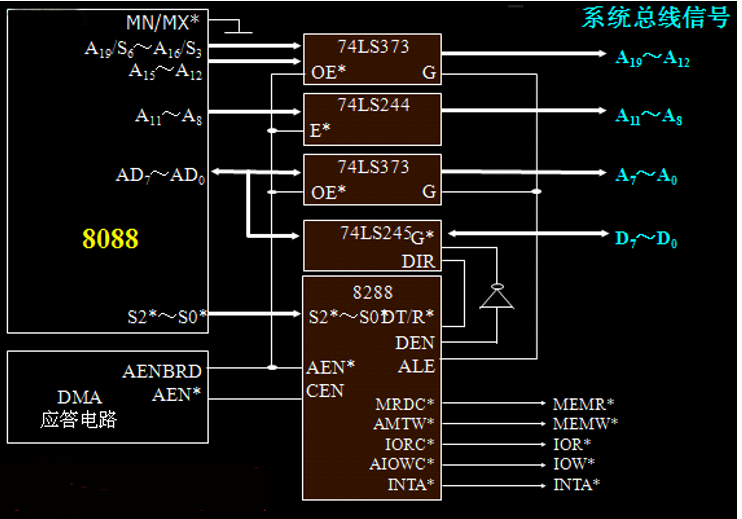 系统总线信号
MN/MX*
A19/S6～A16/S3
A15～A12
74LS373
OE* G
A19～A12
A11～A8
74LS244
E*
A11～A8
AD7～AD0
74LS373
OE* G
A7～A0
8088
74LS245
G*
DIR
D7～D0
8288
S2*～S0*
S2*～S0*
DT/R*
DEN
ALE
AENBRD
AEN*
DMA
应答电路
AEN*
CEN
MRDC* MEMR*
AMTW* MEMW*
IORC* IOR*
AIOWC* IOW*
INTA* INTA*